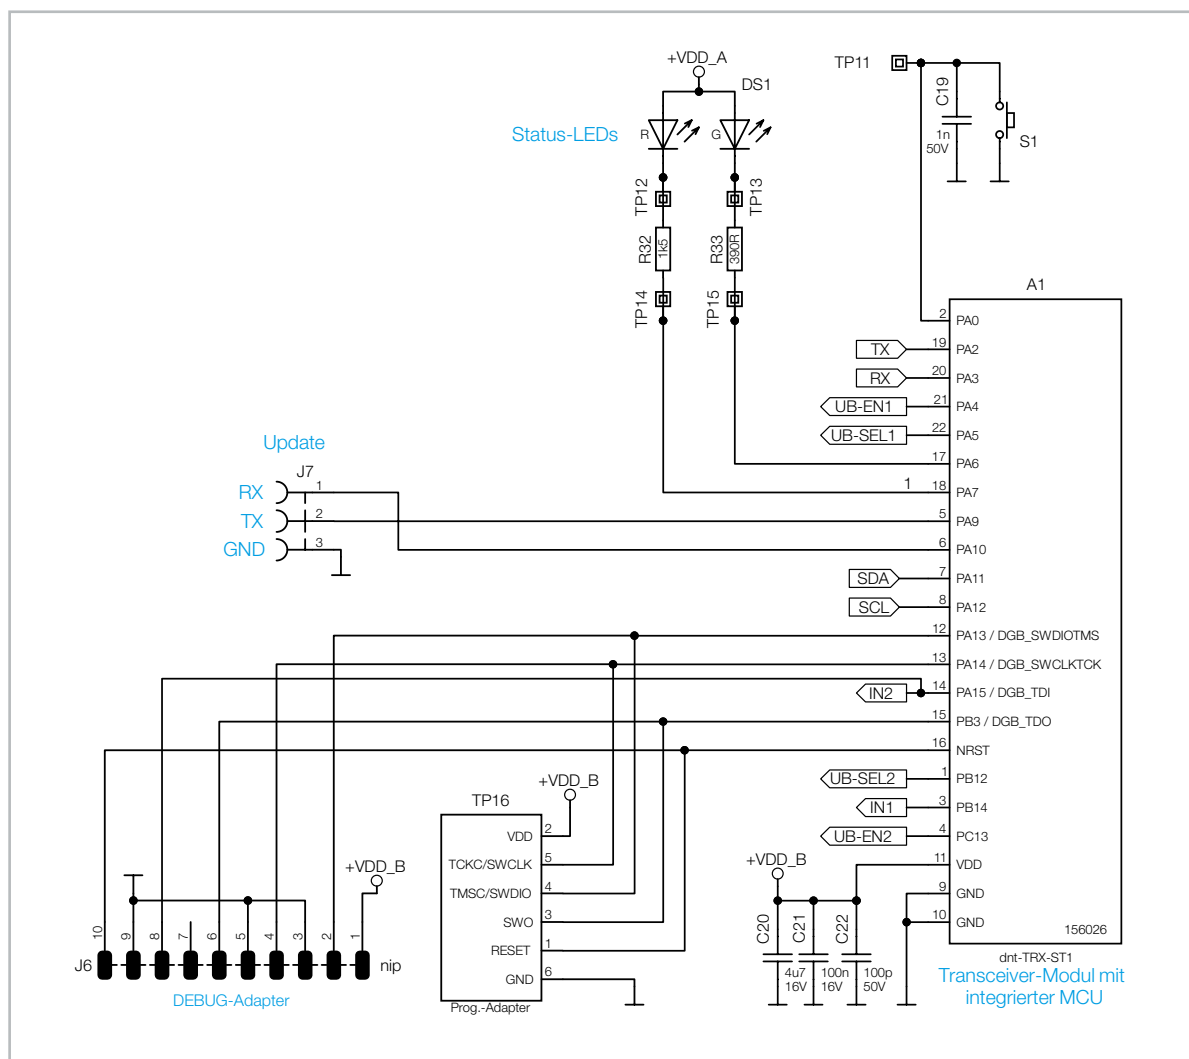 +VDD_A
DS1
Status-LEDs
R
G
TP12
TP13
R32
1k5
R33
390R
TP14
TP15
TP11
C19
1n
50V
S1
A1
2 PA0
TX 19 PA2
RX 20 PA3
UB-EN1 21 PA4
UB-SEL1 22 PA5
17 PA6
1 18 PA7
5 PA9
6 PA10
SDA 7 PA11
SCL 8 PA12
12 PA13 / DGB_SWDIOTMS
13 PA14 / DGB_SWCLKTCK
IN2 14 PA15 / DGB_TDI
15 PB3 / DGB_TDO
16 NRST
UB-SEL2 1 PB12
IN1 3 PB14
UB-EN2 4 PC13
11 VDD
9 GND
10 GND
156026
dnt-TRX-ST1
Transceiver-Modul mit
integrierter MCU
Update
J7
RX 1
TX 2
GND 3
TP16
+VDD_B
VDD 2
TCKC/SWCLK 5
TMSC/SWDIO 4
SWO 3
RESET 1
GND 6
Prog.-Adapter
+VDD_B
C20
4u7
16V
C21
100n
16V
C22
100p
50V
+VDD_B
10 9 8 7 6 5 4 3 2 1
J6
nip
DEBUG-Adapter